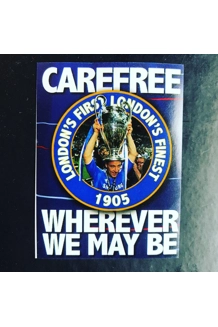 CAREFREE
LONDON'S FIRST LONDON'S FINEST
1905
WHEREVER
WE MAY BE